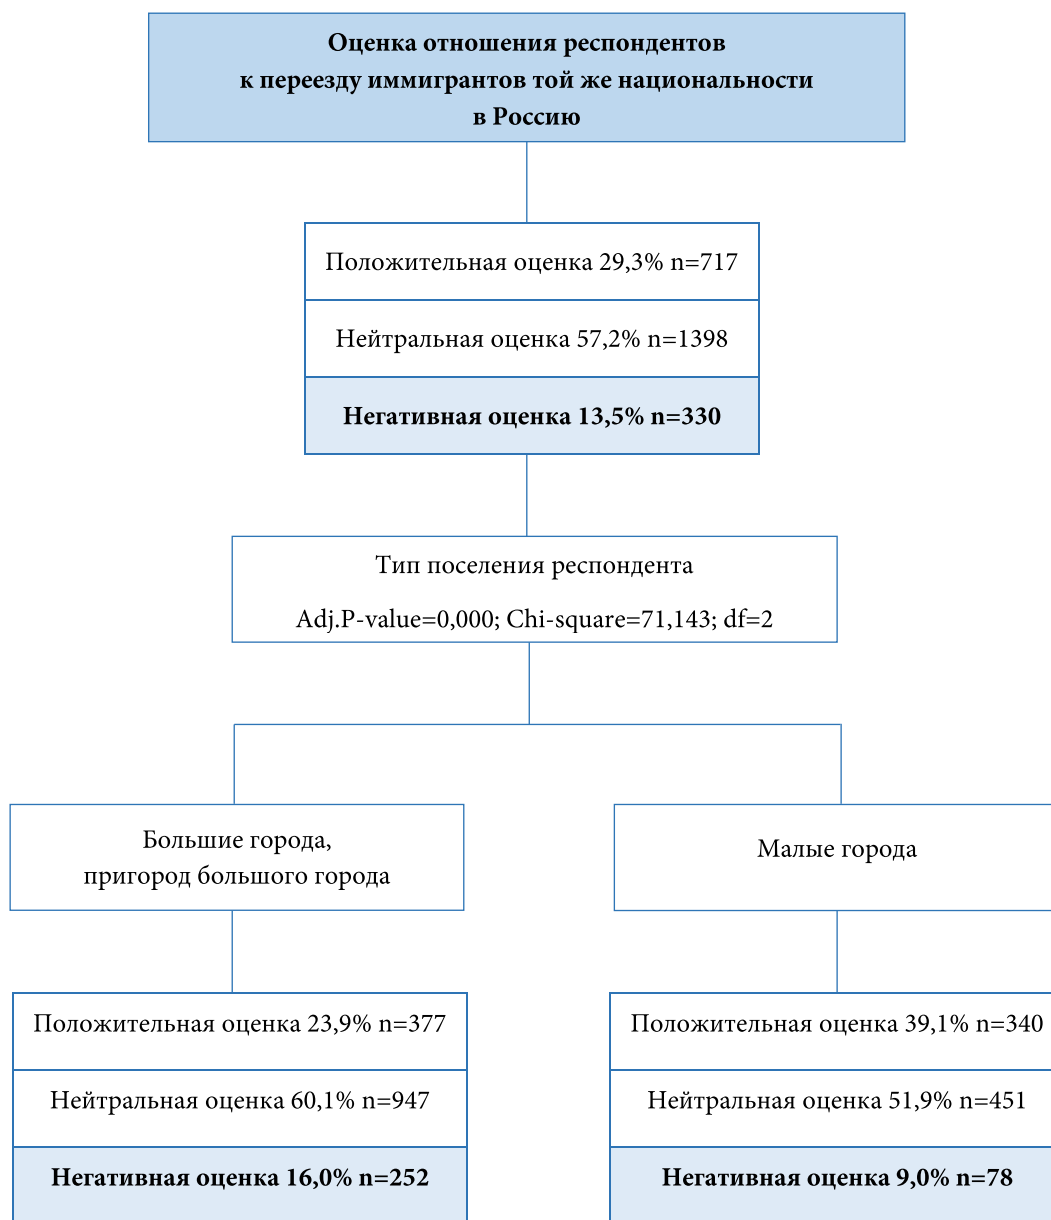 Оценка отношения респондентов
к переезду иммигрантов той же национальности
в Россию
Положительная оценка 29,3% n=717
Нейтральная оценка 57,2% n=1398
Негативная оценка 13,5% n=330
Тип поселения респондента
Adj.P-value=0,000; Chi-square=71,143; df=2
Большие города,
пригород большого города
Малые города
Положительная оценка 23,9% n=377
Нейтральная оценка 60,1% n=947
Негативная оценка 16,0% n=252
Положительная оценка 39,1% n=340
Нейтральная оценка 51,9% n=451
Негативная оценка 9,0% n=78